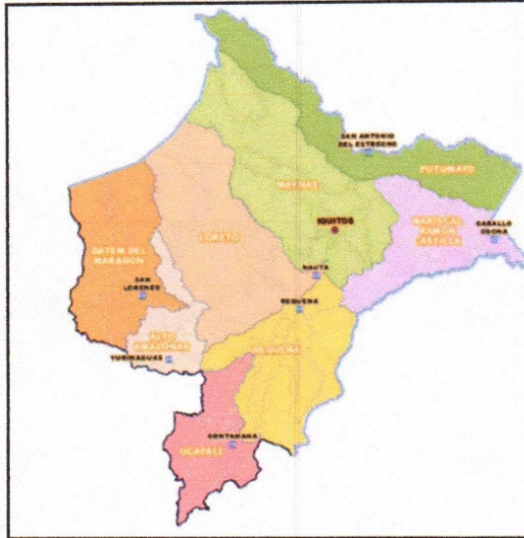 SAN ANTONIO
DEL ESTRECHO
PUTUMAYO
MAYNAS
IQUITOS
MARISCAL
RAMÓN
CASTILLA
CABALLO
COCHA
LORETO
DATEM DEL
MARAÑON
SAN
LORENZO
NAUTA
REQUENA
ALTO
AMAZONAS
YURIMAGUAS
REQUENA
CONTAMANA
UCAYALI